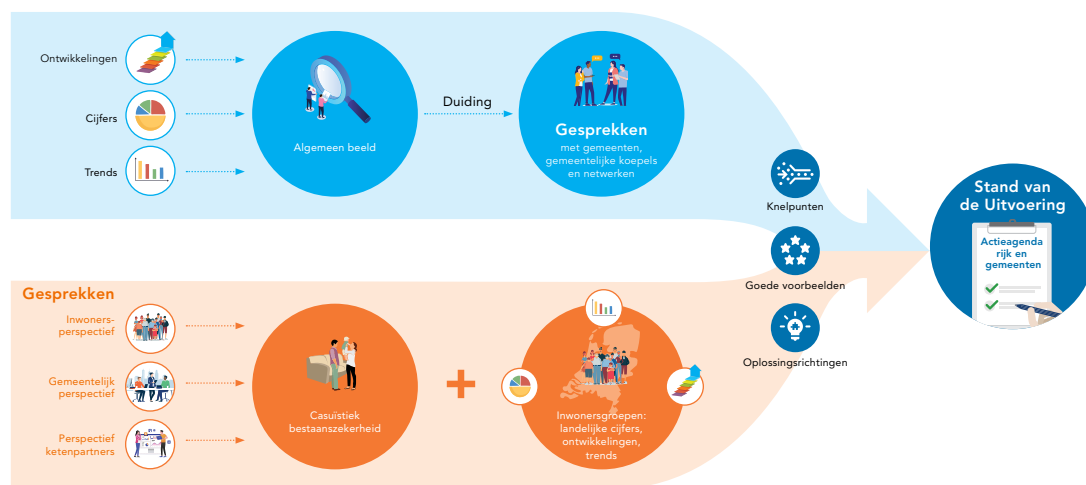 Ontwikkelingen
Cijfers
Trends
Algemeen beeld
Duiding
Gesprekken
met gemeenten,
gemeentelijke koepels
en netwerken
Knelpunten
Goede voorbeelden
Oplossingsrichtingen
Stand van
de Uitvoering
Actieagenda
rijk en
gemeenten
Gesprekken
Inwoners-
perspectief
Gemeentelijk
perspectief
Perspectief
ketenpartners
Casuïstiek
bestaanszekerheid
+
Inwonersgroepen:
landelijke cijfers,
ontwikkelingen,
trends